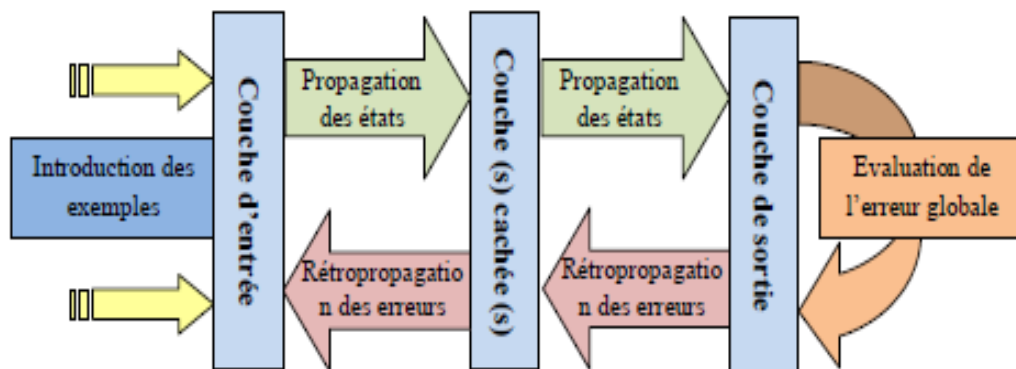 Introduction des
exemples
Couche d'entrée
Propagation
des états
Rétropropagatio
n des erreurs
Couche (s) cachée (s)
Propagation
des états
Rétropropagatio
n des erreurs
Couche de sortie
Evaluation de
l'erreur globale